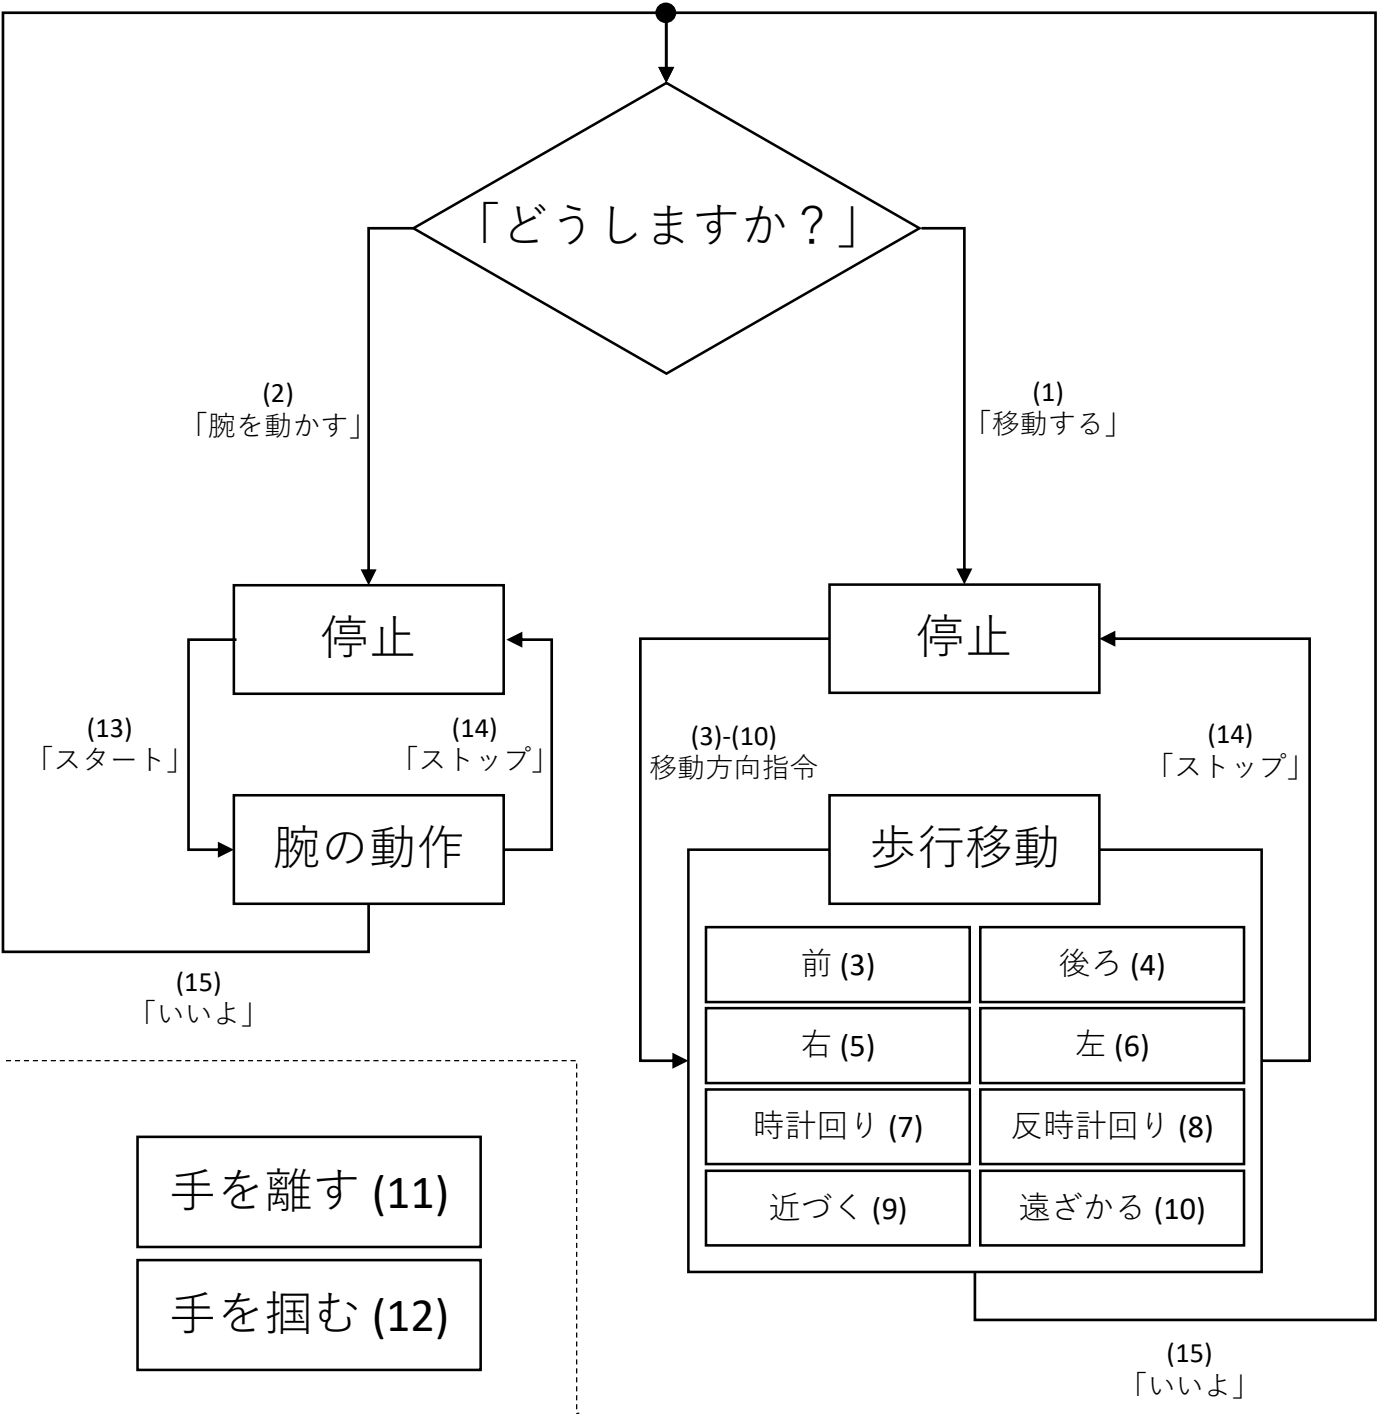 「どうしますか？」
(2)
「腕を動かす」
(1)
「移動する」
停止
停止
(13)
「スタート」
(14)
「ストップ」
(3)-(10)
移動方向指令
(14)
「ストップ」
腕の動作
歩行移動
前 (3)
後ろ (4)
右 (5)
左 (6)
時計回り (7)
反時計回り (8)
近づく (9)
遠ざかる (10)
(15)
「いいよ」
手を離す (11)
手を掴む (12)
(15)
「いいよ」